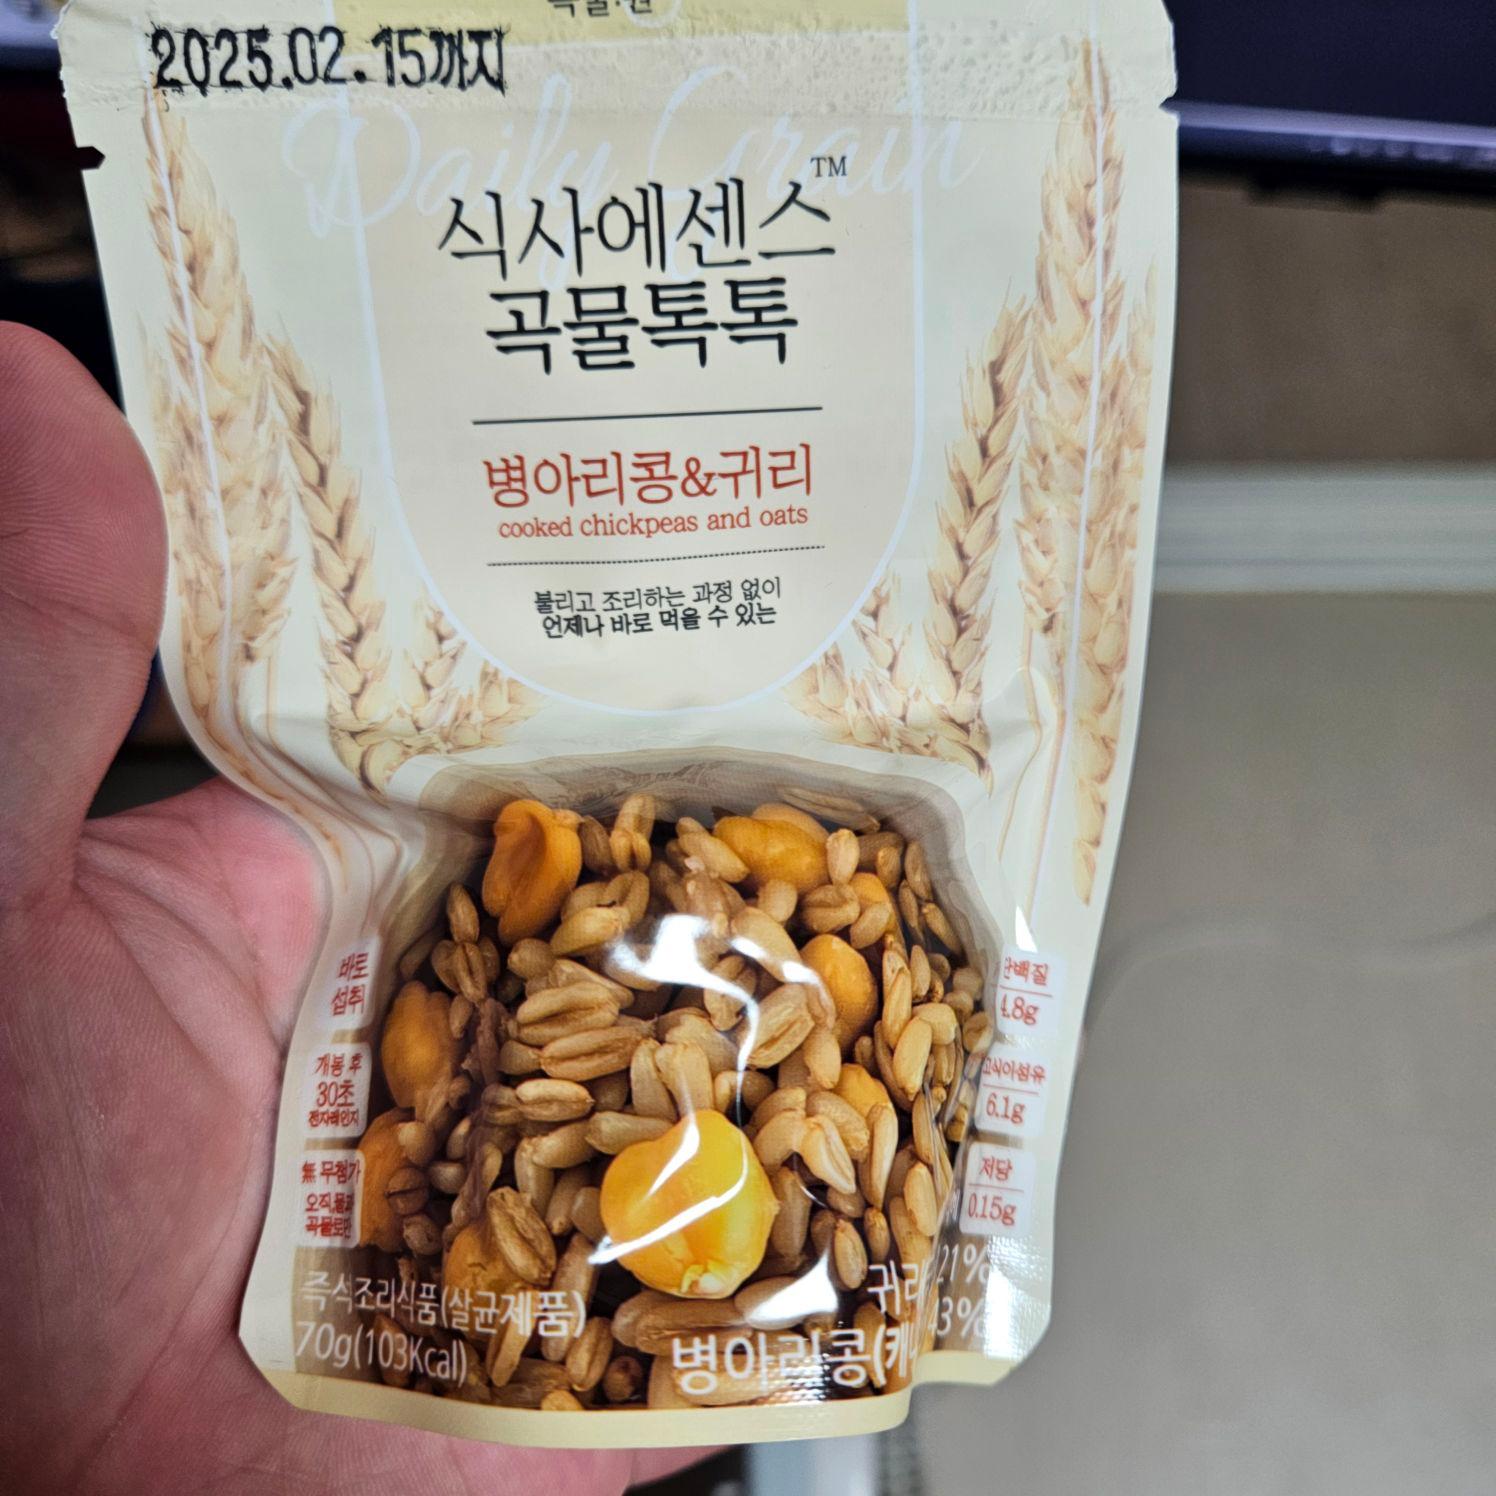 곡물:원
2025.02.15까지
Daily Grain
식사에센스™
곡물톡톡
병아리콩&귀리
cooked chickpeas and oats
불리고 조리하는 과정 없이
언제나 바로 먹을 수 있는
바로
섭취
개봉 후
30초
전자레인지
無 무첨가
오직,물과
곡물로만
단백질
4.8g
고식이섬유
6.1g
저당
0.15g
즉석조리식품(살균제품)
70g(103Kcal)
귀리
21%
병아리콩(캐나
43%